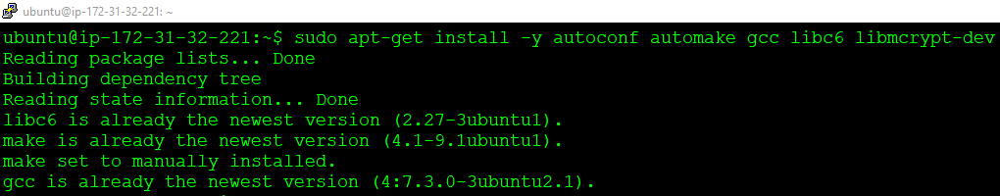 ubuntu@ip-172-31-32-221: ~
ubuntu@ip-172-31-32-221:~$ sudo apt-get install -y autoconf automake gcc libc6 libmcrypt-dev
Reading package lists... Done
Building dependency tree
Reading state information... Done
libc6 is already the newest version (2.27-3ubuntu1).
make is already the newest version (4.1-9.1ubuntu1).
make set to manually installed.
gcc is already the newest version (4:7.3.0-3ubuntu2.1).